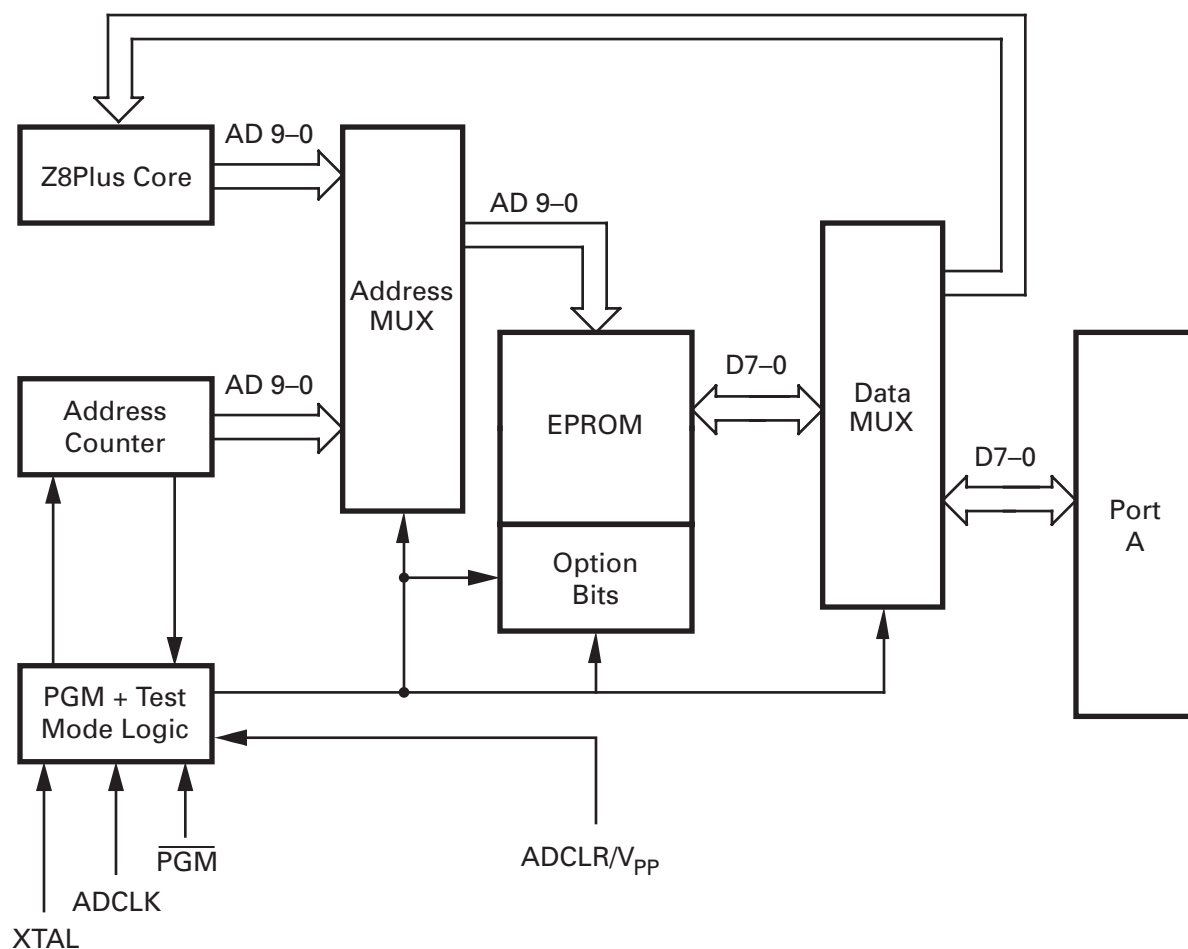 AD 9–0
Z8Plus Core
AD 9–0
Address
MUX
AD 9–0
Address
Counter
D7–0
EPROM
Data
MUX
D7–0
Port
A
Option
Bits
PGM + Test
Mode Logic
PGM
ADCLR/VPP
ADCLK
XTAL